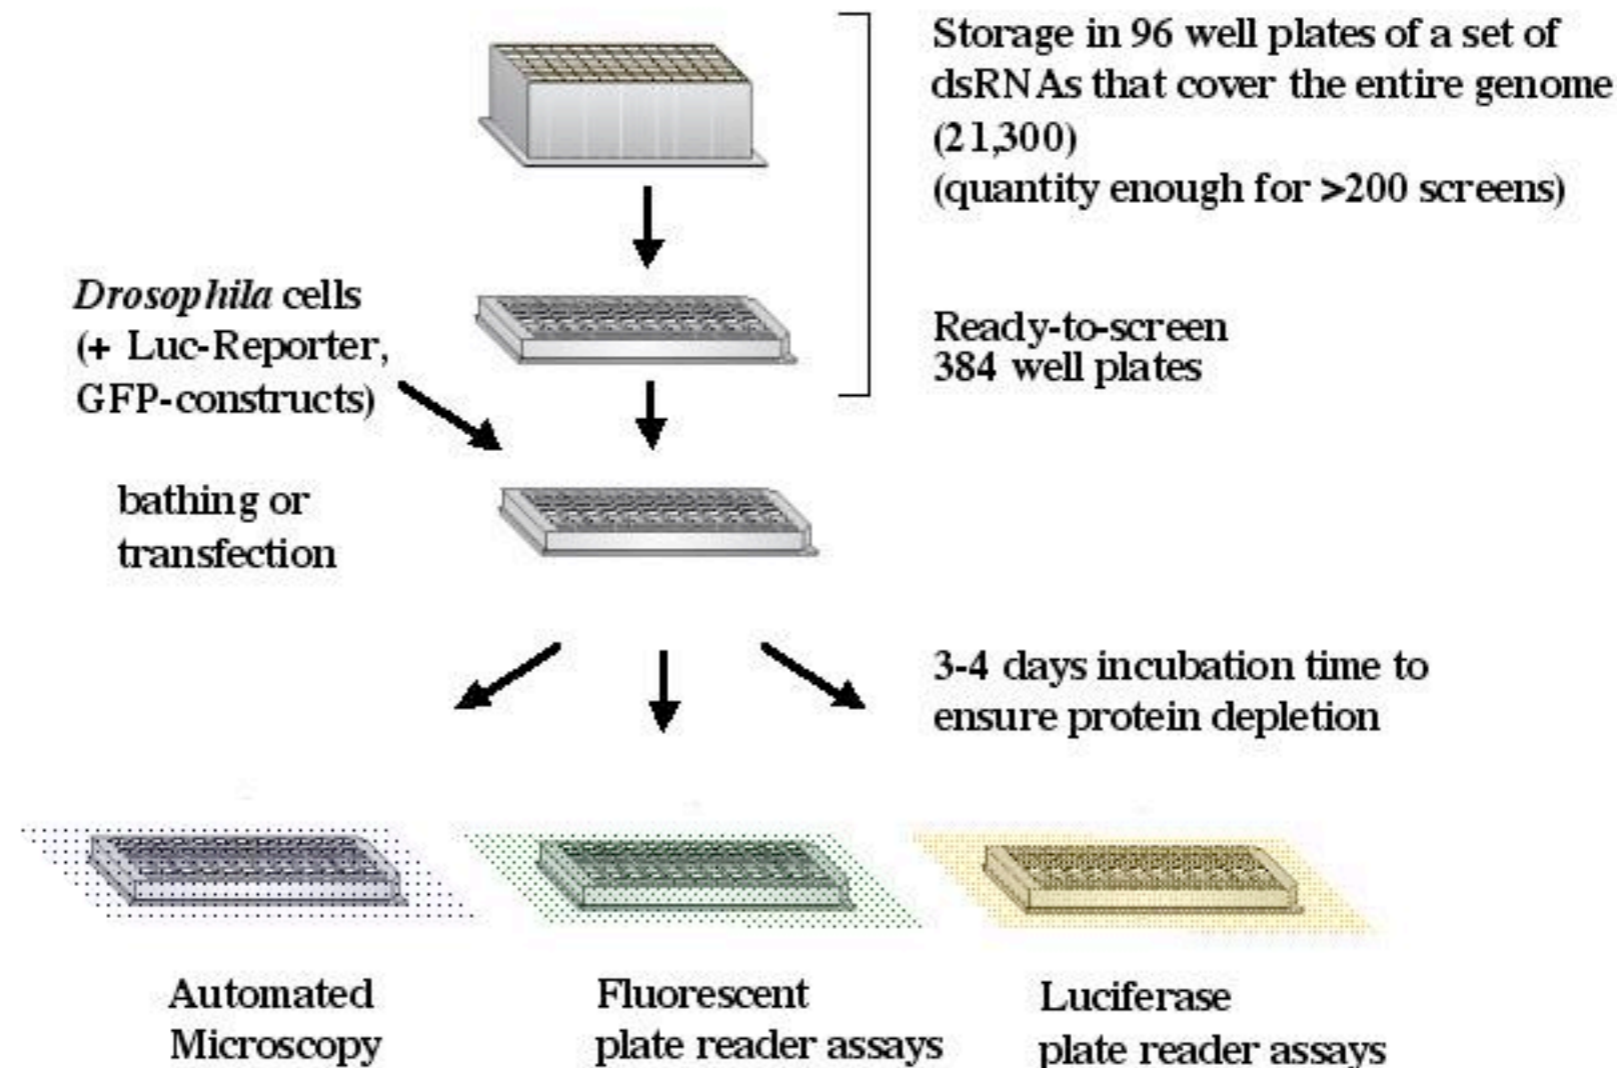 Storage in 96 well plates of a set of
dsRNAs that cover the entire genome
(21,300)
(quantity enough for >200 screens)
Drosophila cells
(+ Luc-Reporter,
GFP-constructs)
Ready-to-screen
384 well plates
bathing or
transfection
3-4 days incubation time to
ensure protein depletion
Automated
Microscopy
Fluorescent
plate reader assays
Luciferase
plate reader assays